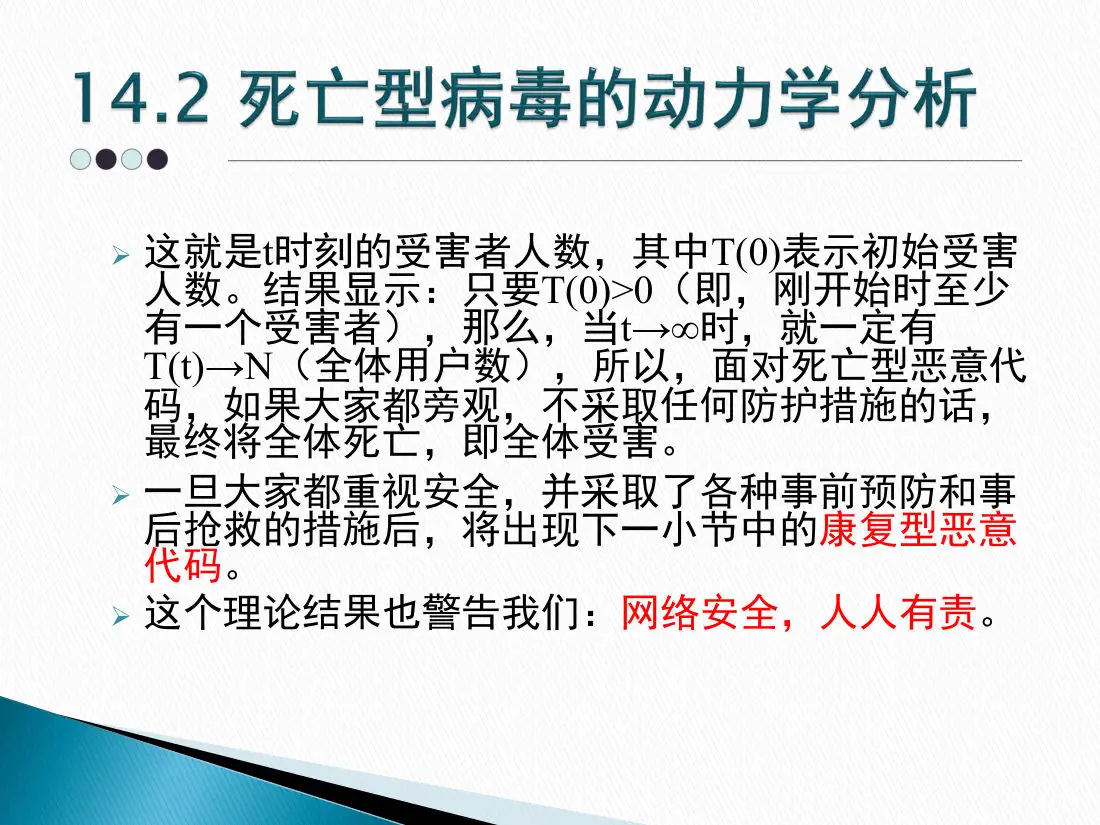 14.2 死亡型病毒的动力学分析
➢ 这就是t时刻的受害者人数，其中T(0)表示初始受害
人数。结果显示：只要T(0)>0（即，刚开始时至少
有一个受害者），那么，当t→∞时，就一定有
T(t)→N（全体用户数），所以，面对死亡型恶意代
码，如果大家都旁观，不采取任何防护措施的话，
最终将全体死亡，即全体受害。
➢ 一旦大家都重视安全，并采取了各种事前预防和事
后抢救的措施后，将出现下一小节中的康复型恶意
代码。
➢ 这个理论结果也警告我们：网络安全，人人有责。